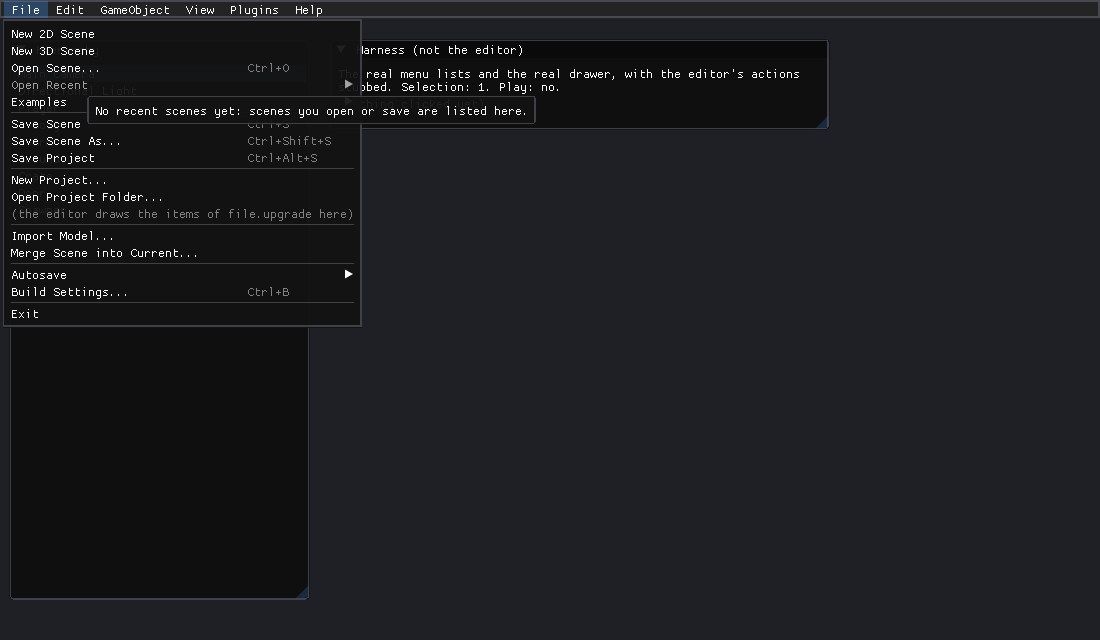 File Edit GameObject View Plugins Help
New 2D Scene
New 3D Scene
Open Scene... Ctrl+O
Open Recent
Examples
No recent scenes yet: scenes you open or save are listed here.
Save Scene Ctrl+S
Save Scene As... Ctrl+Shift+S
Save Project Ctrl+Alt+S
New Project...
Open Project Folder...
(the editor draws the items of file.upgrade here)
Import Model...
Merge Scene into Current...
Autosave
Build Settings... Ctrl+B
Exit
Harness (not the editor)
The real menu lists and the real drawer, with the editor's actions
. Selection: 1. Play: no.